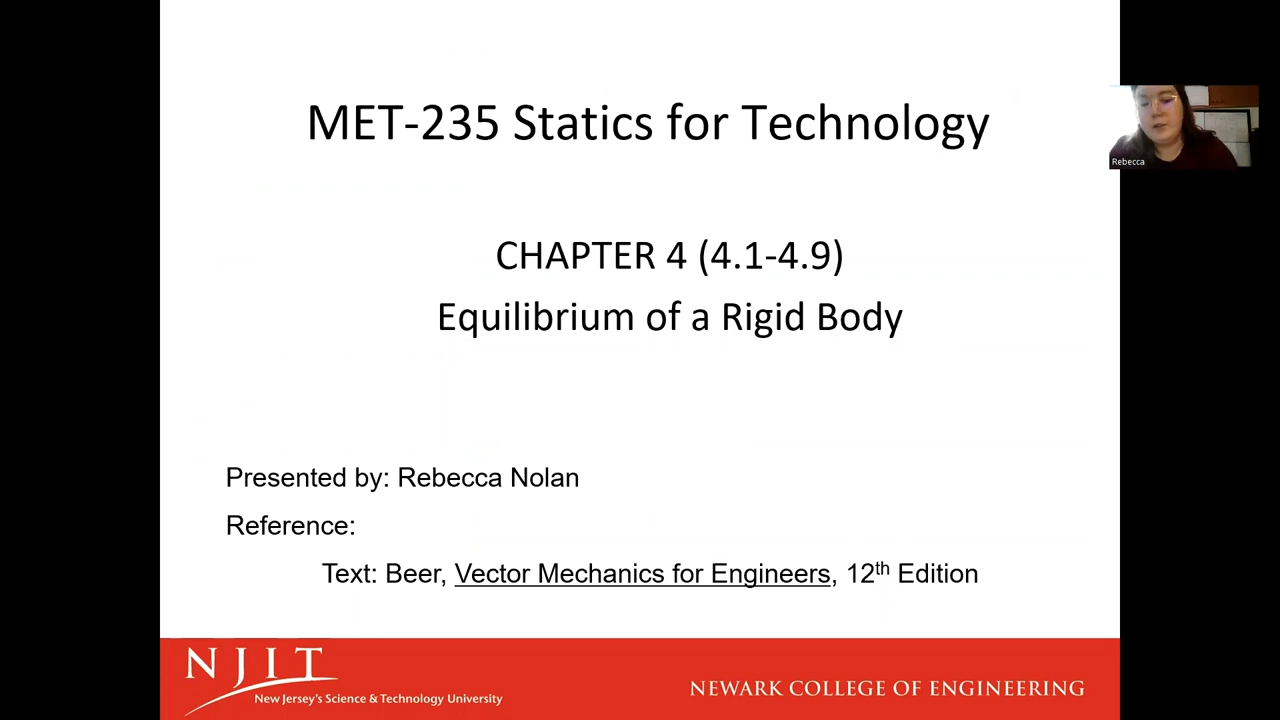 MET-235 Statics for Technology
Rebecca
CHAPTER 4 (4.1-4.9)
Equilibrium of a Rigid Body
Presented by: Rebecca Nolan
Reference:
Text: Beer, Vector Mechanics for Engineers, 12th Edition
NJIT
New Jersey's Science & Technology University
NEWARK COLLEGE OF ENGINEERING